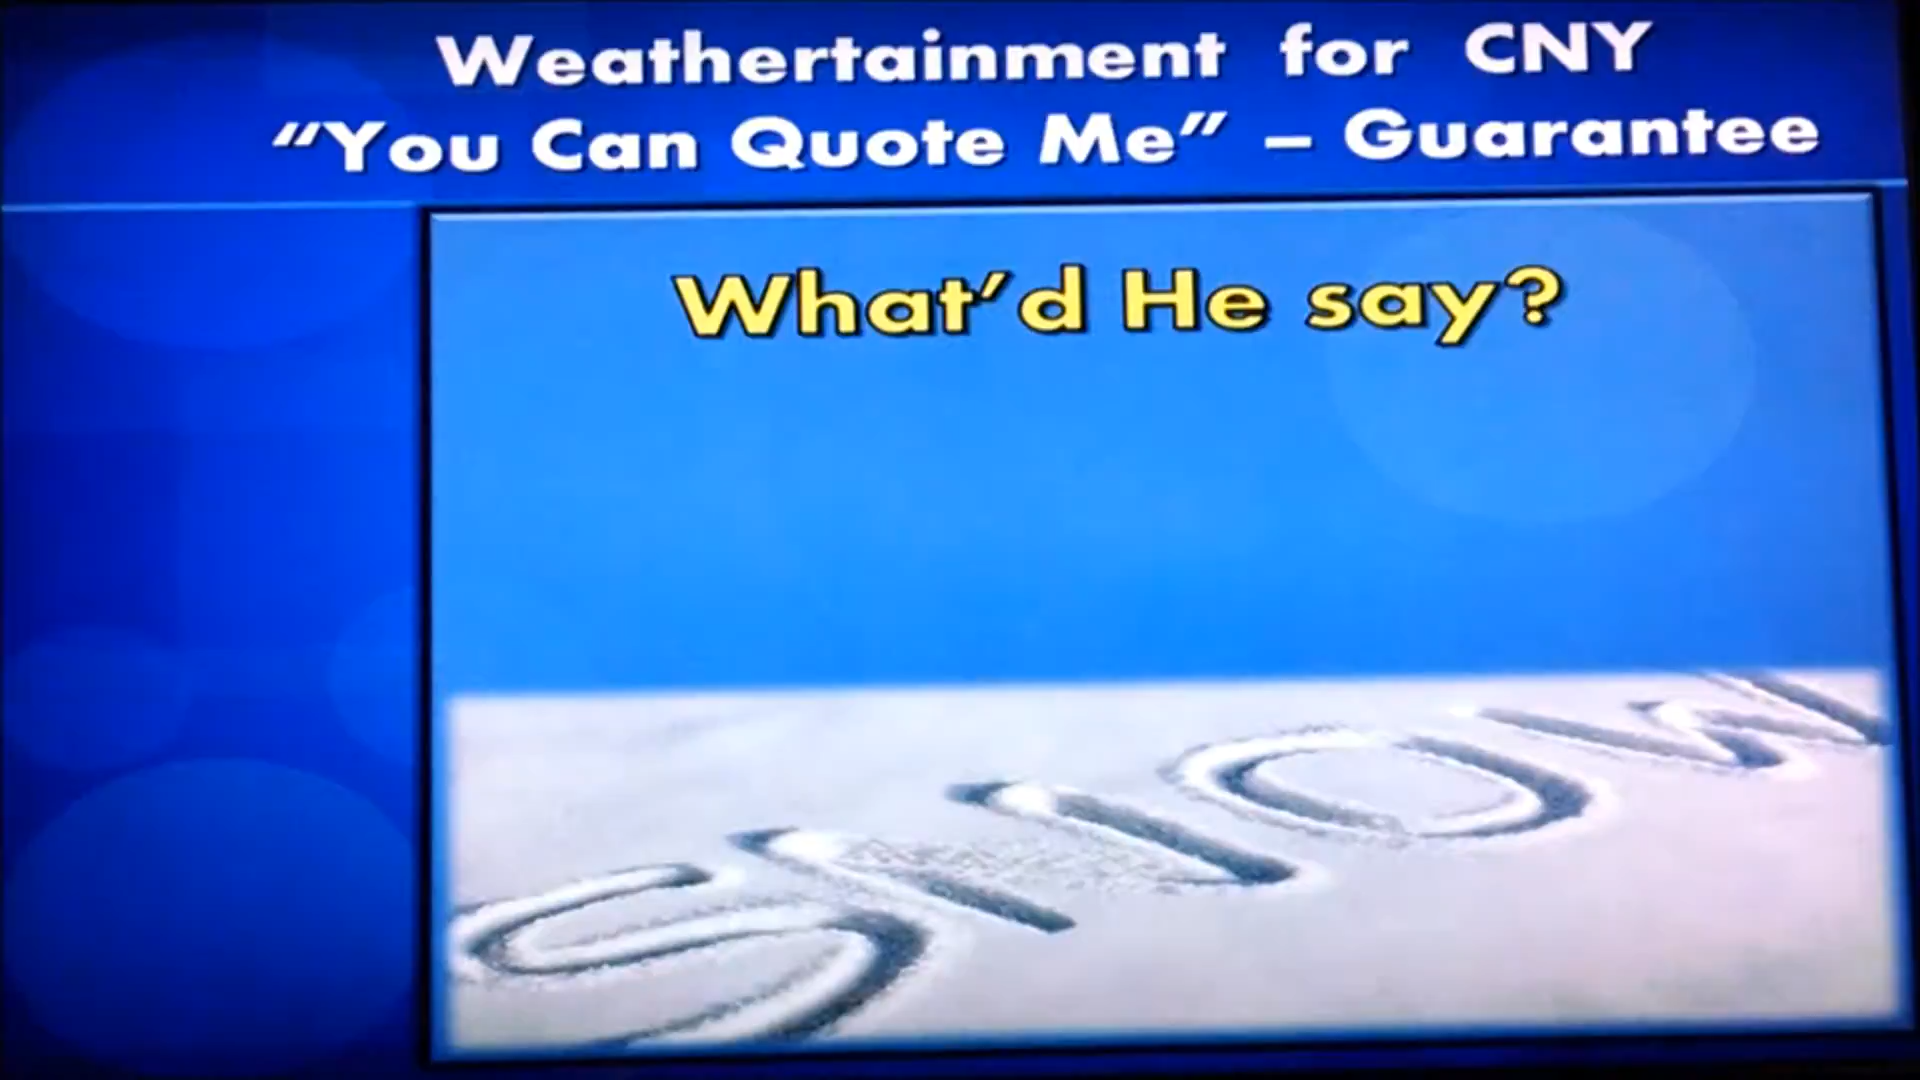 Weathertainment for CNY
“You Can Quote Me” – Guarantee
What’d He say?
SNOW